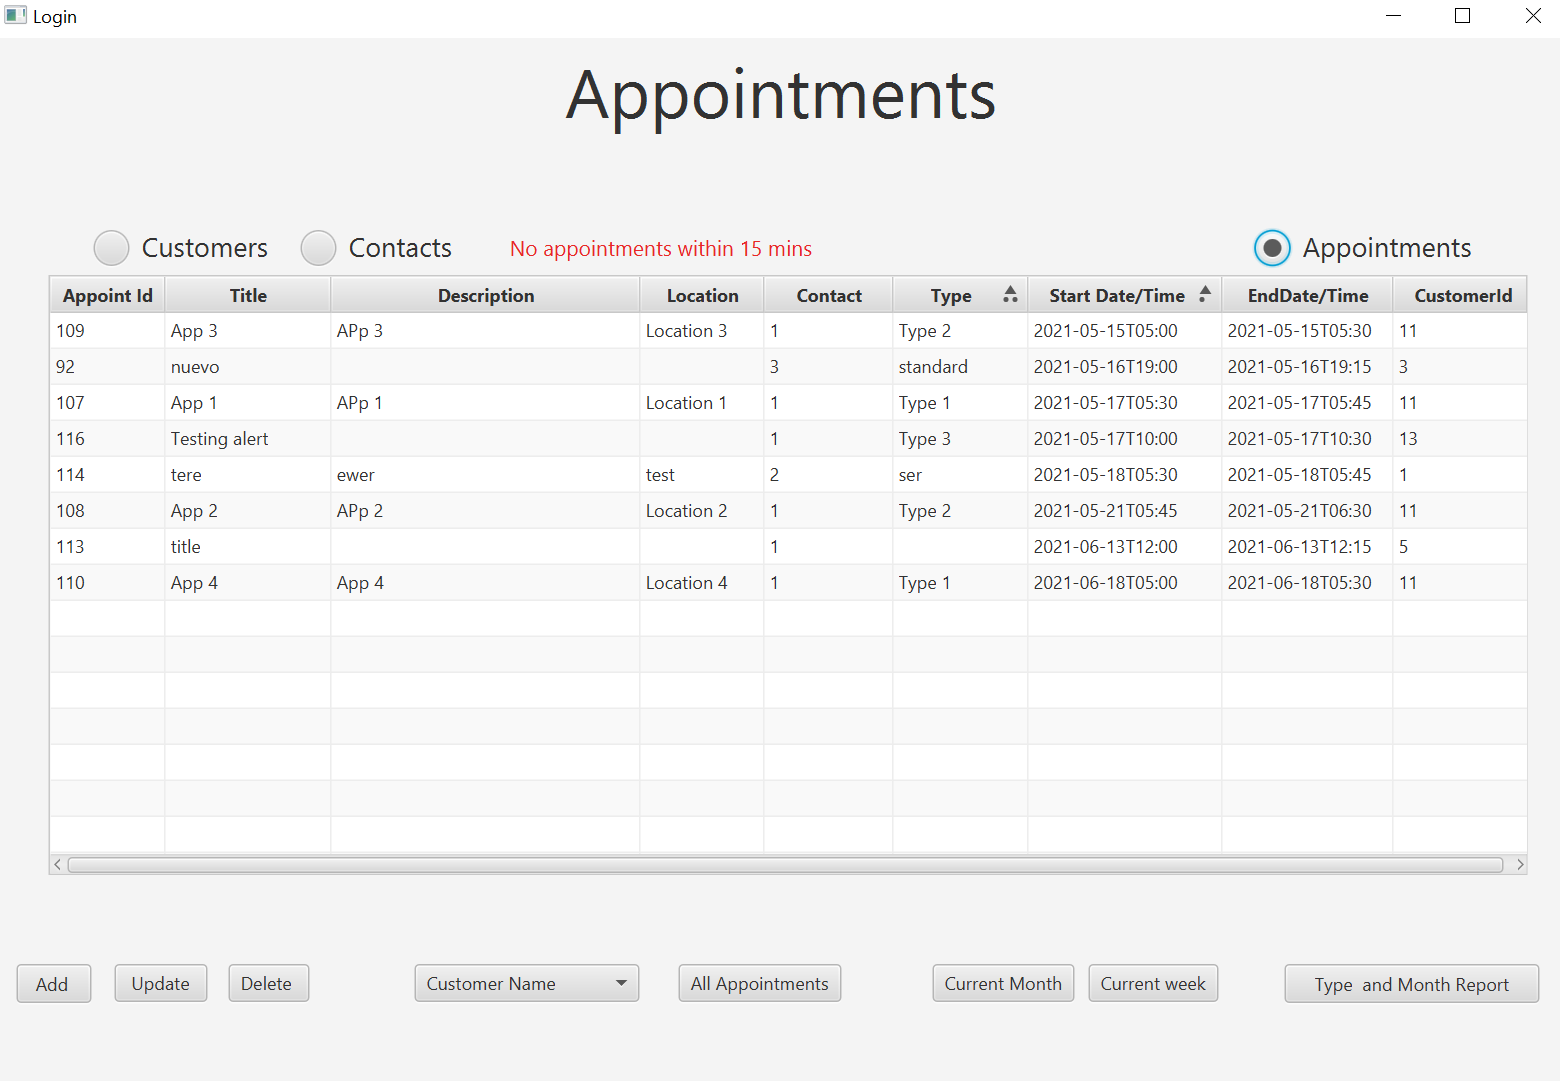 Login
Appointments
Customers Contacts No appointments within 15 mins Appointments
Appoint Id Title Description Location Contact Type Start Date/Time EndDate/Time CustomerId
109 App 3 APp 3 Location 3 1 Type 2 2021-05-15T05:00 2021-05-15T05:30 11
92 nuevo 3 standard 2021-05-16T19:00 2021-05-16T19:15 3
107 App 1 APp 1 Location 1 1 Type 1 2021-05-17T05:30 2021-05-17T05:45 11
116 Testing alert 1 Type 3 2021-05-17T10:00 2021-05-17T10:30 13
114 tere ewer test 2 ser 2021-05-18T05:30 2021-05-18T05:45 1
108 App 2 APp 2 Location 2 1 Type 2 2021-05-21T05:45 2021-05-21T06:30 11
113 title 1 2021-06-13T12:00 2021-06-13T12:15 5
110 App 4 App 4 Location 4 1 Type 1 2021-06-18T05:00 2021-06-18T05:30 11
Add Update Delete Customer Name All Appointments Current Month Current week Type  and Month Report